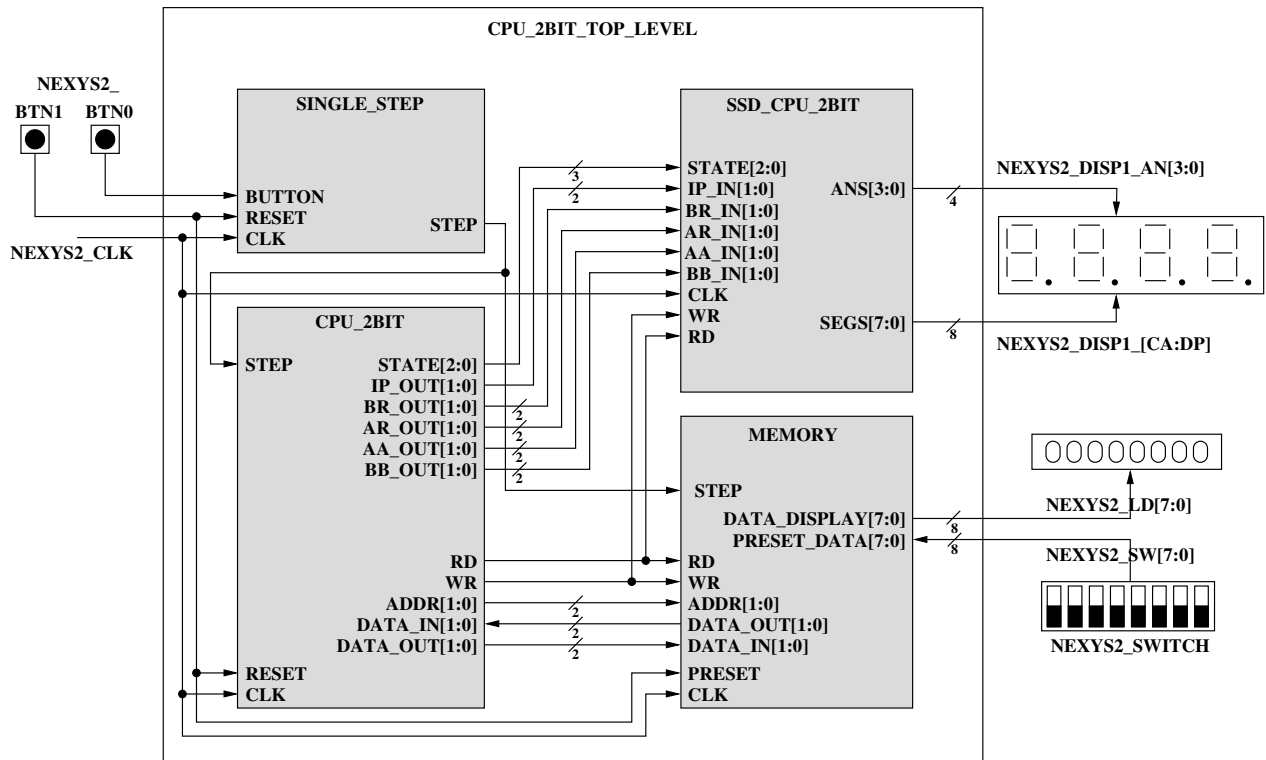 CPU_2BIT_TOP_LEVEL
NEXYS2_
BTN1 BTN0
NEXYS2_CLK
SINGLE_STEP
BUTTON
RESET
CLK
STEP
CPU_2BIT
STEP
STATE[2:0]
IP_OUT[1:0]
BR_OUT[1:0]
AR_OUT[1:0]
AA_OUT[1:0]
BB_OUT[1:0]
RD
WR
ADDR[1:0]
DATA_IN[1:0]
DATA_OUT[1:0]
RESET
CLK
3
2
2
2
2
2
2
2
2
SSD_CPU_2BIT
STATE[2:0]
IP_IN[1:0]
BR_IN[1:0]
AR_IN[1:0]
AA_IN[1:0]
BB_IN[1:0]
CLK
WR
RD
ANS[3:0]
SEGS[7:0]
4
8
NEXYS2_DISP1_AN[3:0]
NEXYS2_DISP1_[CA:DP]
MEMORY
STEP
DATA_DISPLAY[7:0]
PRESET_DATA[7:0]
RD
WR
ADDR[1:0]
DATA_OUT[1:0]
DATA_IN[1:0]
PRESET
CLK
8
8
NEXYS2_LD[7:0]
NEXYS2_SW[7:0]
NEXYS2_SWITCH